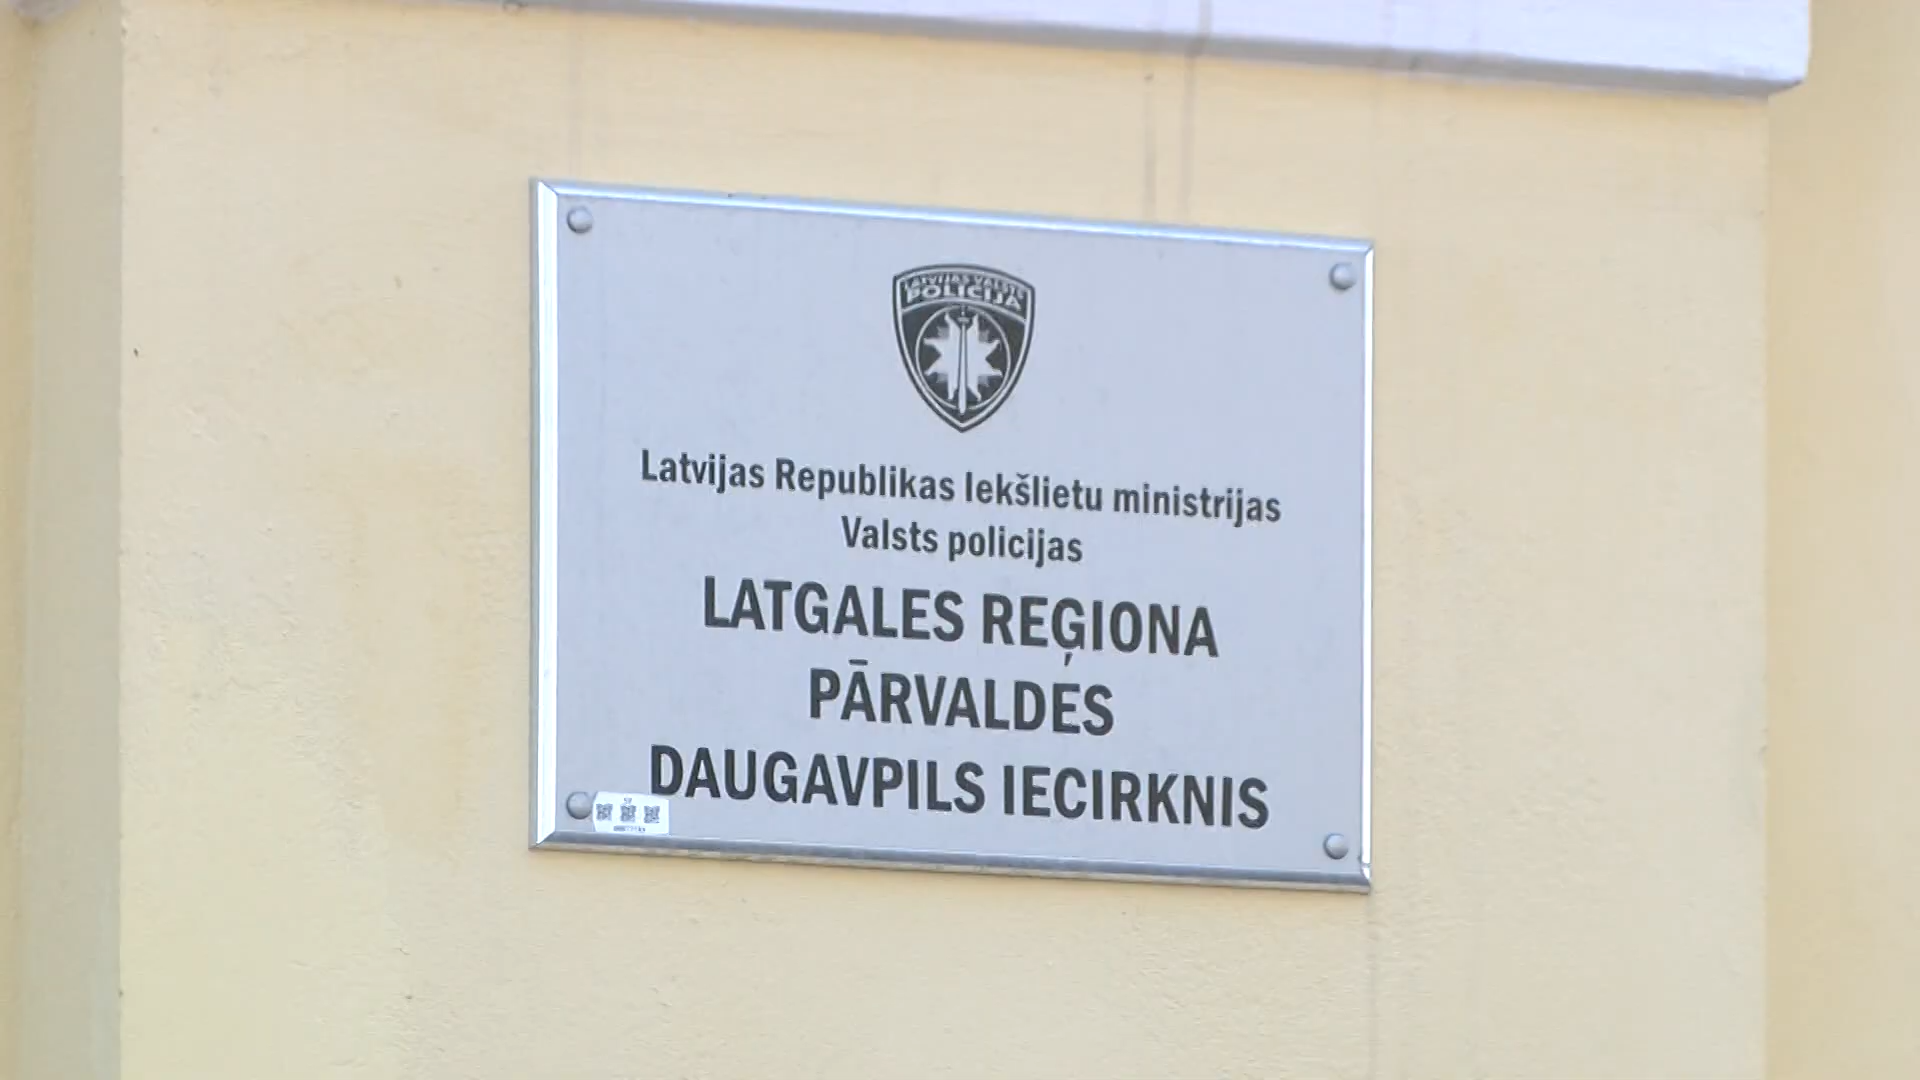 LATVIJAS VALSTS
POLICIJA
Latvijas Republikas Iekšlietu ministrijas
Valsts policijas
LATGALES REĢIONA
PĀRVALDES
DAUGAVPILS IECIRKNIS